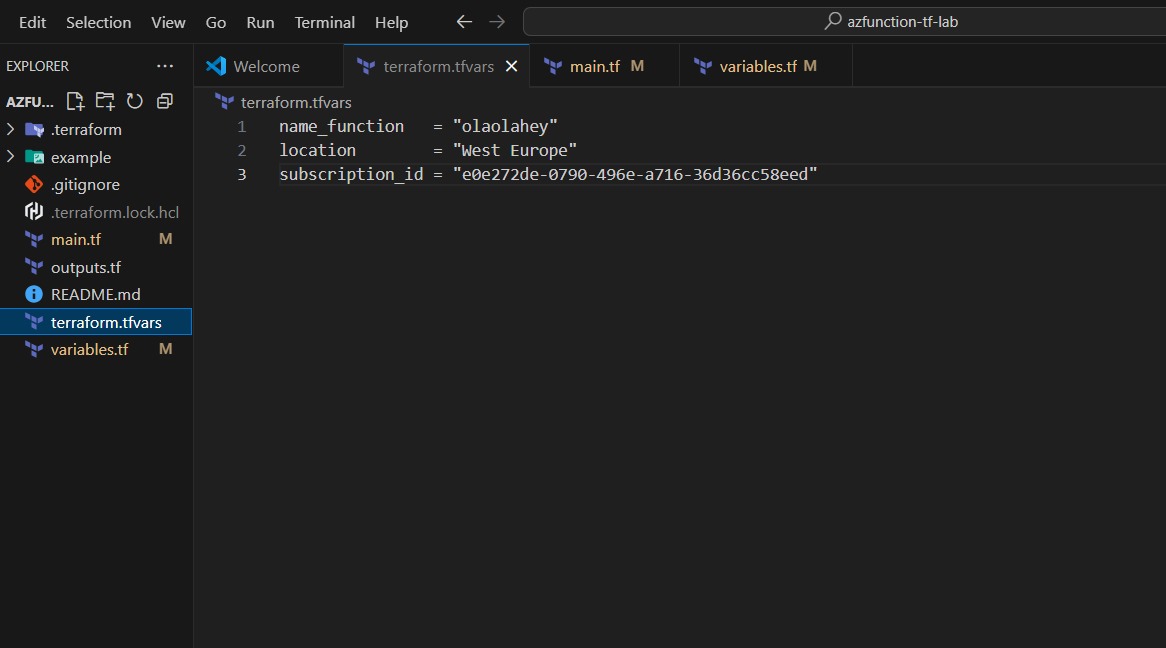 Edit Selection View Go Run Terminal Help azfunction-tf-lab
EXPLORER
Welcome terraform.tfvars main.tf M variables.tf M
AZFU...
terraform.tfvars
.terraform
example
.gitignore
.terraform.lock.hcl
main.tf M
outputs.tf
README.md
terraform.tfvars
variables.tf M
1 name_function = "olaolahey"
2 location = "West Europe"
3 subscription_id = "e0e272de-0790-496e-a716-36d36cc58eed"